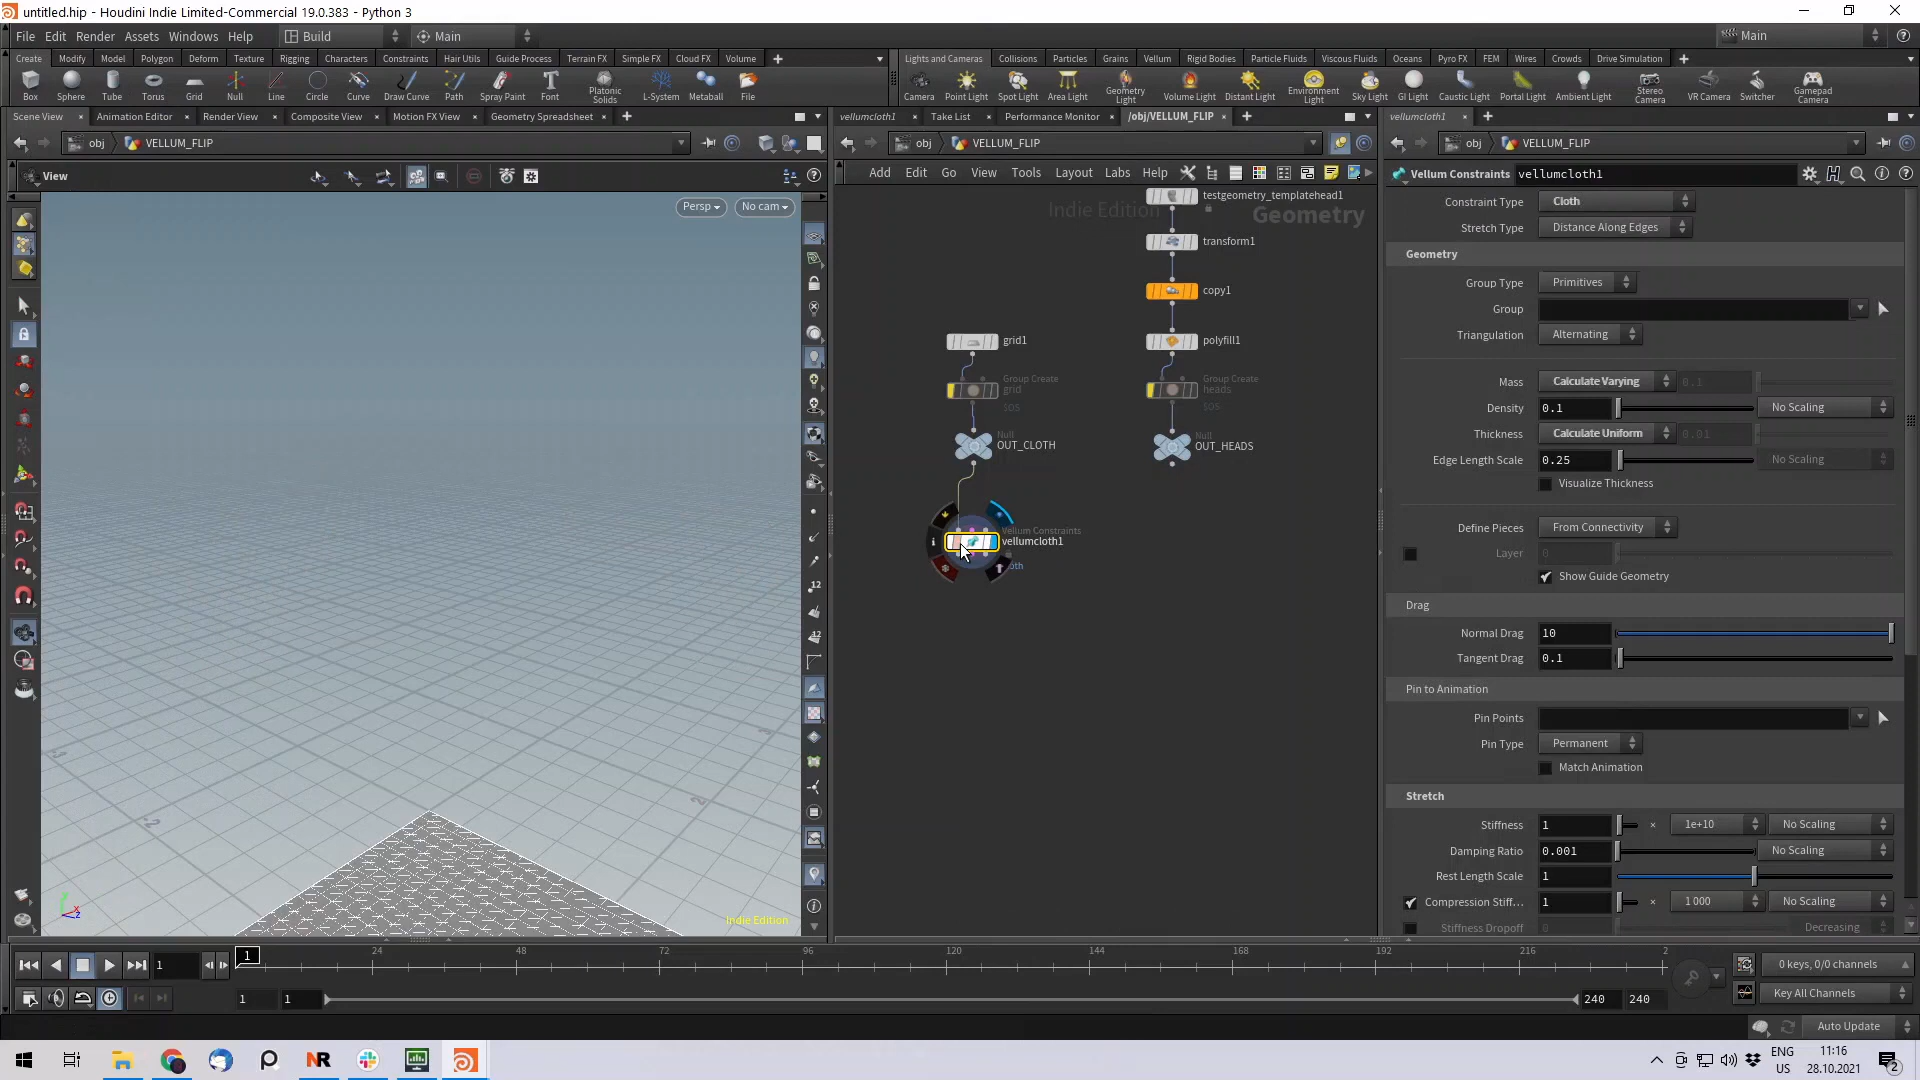 untitled.hip - Houdini Indie Limited-Commercial 19.0.383 - Python 3
File Edit Render Assets Windows Help Build Main Main
Create Modify Model Polygon Deform Texture Rigging Characters Constraints Hair Utils Guide Process Terrain FX Simple FX Cloud FX Volume
Lights and Cameras Collisions Particles Grains Vellum Rigid Bodies Particle Fluids Viscous Fluids Oceans Pyro FX FEM Wires Crowds Drive Simulation
Box Sphere Tube Torus Grid Null Line Circle Curve Draw Curve Path Spray Paint Font Platonic Solids L-System Metaball File
Camera Point Light Spot Light Area Light Geometry Light Volume Light Distant Light Environment Light Sky Light GI Light Caustic Light Portal Light Ambient Light Stereo Camera VR Camera Switcher Gamepad Camera
Scene View Animation Editor Render View Composite View Motion FX View Geometry Spreadsheet
vellumcloth1 Take List Performance Monitor /obj/VELLUM_FLIP
vellumcloth1
obj VELLUM_FLIP
obj VELLUM_FLIP
obj VELLUM_FLIP
View
Persp No cam
Add Edit Go View Tools Layout Labs Help
Indie Edition Geometry
testgeometry_templatehead1
transform1
copy1
grid1
polyfill1
Group Create
grid
SOS
Group Create
heads
SOS
Null
OUT_CLOTH
Null
OUT_HEADS
Vellum Constraints
vellumcloth1
oth
Vellum Constraints vellumcloth1
Constraint Type Cloth
Stretch Type Distance Along Edges
Geometry
Group Type Primitives
Group
Triangulation Alternating
Mass Calculate Varying 0.1
Density 0.1 No Scaling
Thickness Calculate Uniform 0.01
Edge Length Scale 0.25 No Scaling
Visualize Thickness
Define Pieces From Connectivity
Layer 0
Show Guide Geometry
Drag
Normal Drag 10
Tangent Drag 0.1
Pin to Animation
Pin Points
Pin Type Permanent
Match Animation
Stretch
Stiffness 1 × 1e+10 No Scaling
Damping Ratio 0.001 No Scaling
Rest Length Scale 1
Compression Stiff... 1 × 1000 No Scaling
Stiffness Dropoff 0 Decreasing
12
12
Indie Edition
1 1 24 48 72 96 120 144 168 192 216 2
0 keys, 0/0 channels
1 1 240 240
Key All Channels
Auto Update
NR
ENG
US
11:16
28.10.2021
2